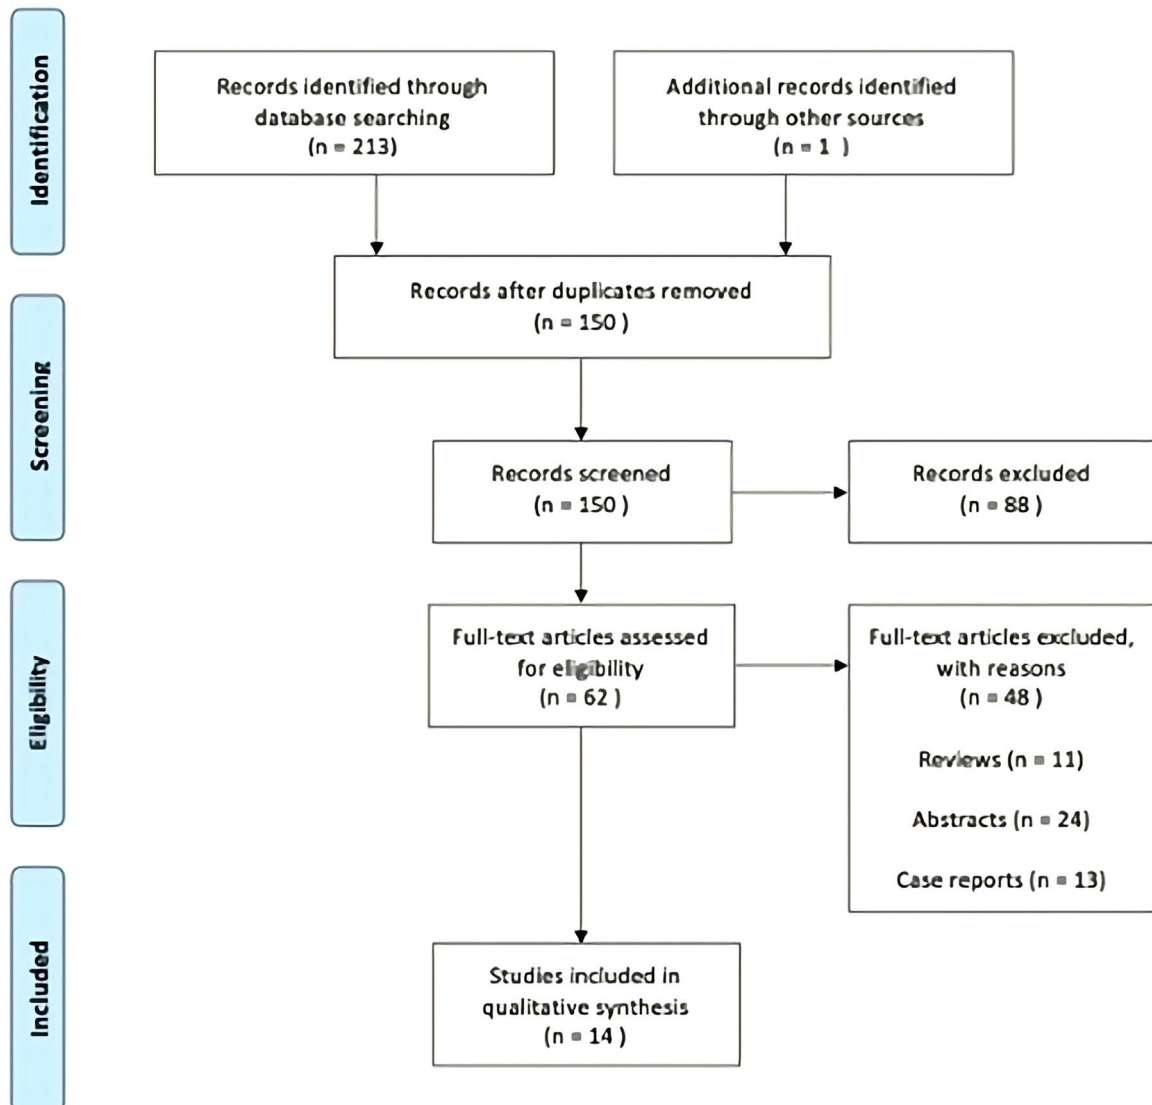 Identification
Records identified through
database searching
(n = 213)
Additional records identified
through other sources
(n = 1 )
Records after duplicates removed
(n = 150 )
Screening
Records screened
(n = 150 )
Records excluded
(n = 88 )
Eligibility
Full-text articles assessed
for eligibility
(n = 62 )
Full-text articles excluded,
with reasons
(n = 48 )
Reviews (n = 11)
Abstracts (n = 24)
Case reports (n = 13)
Included
Studies included in
qualitative synthesis
(n = 14 )